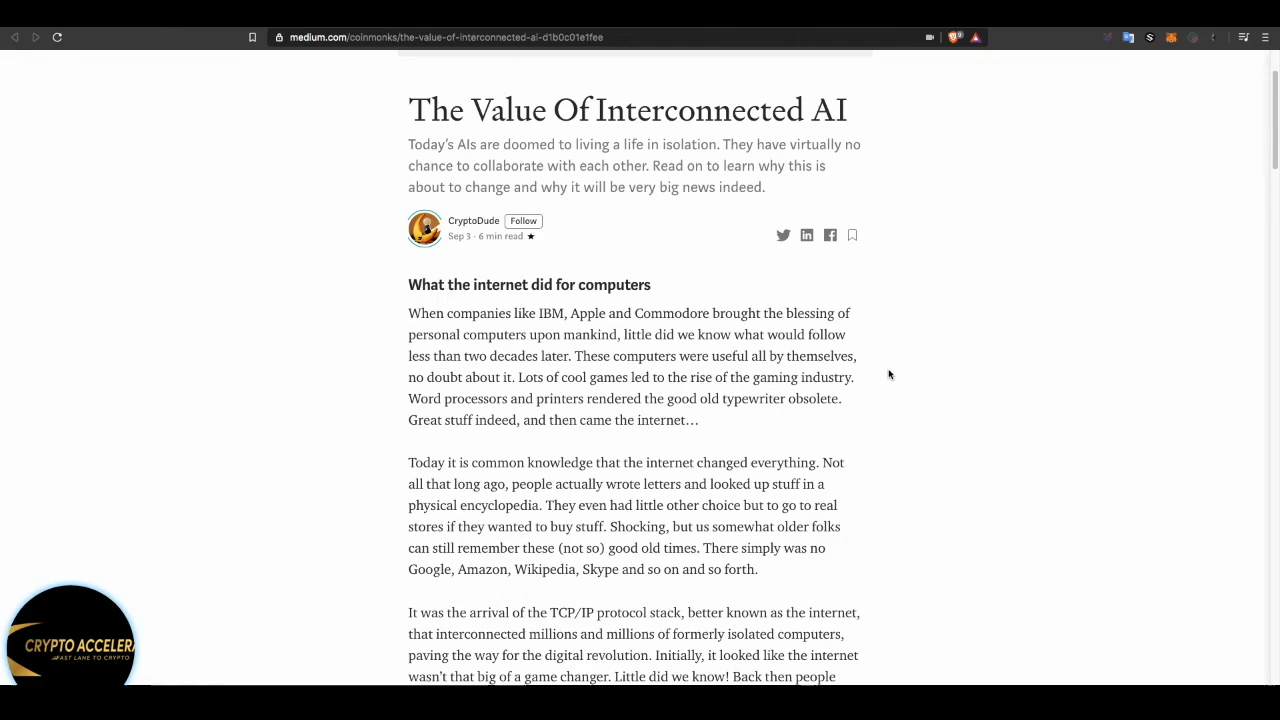 medium.com/coinmonks/the-value-of-interconnected-ai-d1b0c01e1fee
The Value Of Interconnected AI
Today's AIs are doomed to living a life in isolation. They have virtually no
chance to collaborate with each other. Read on to learn why this is
about to change and why it will be very big news indeed.
CryptoDude Follow
Sep 3 · 6 min read ★
What the internet did for computers
When companies like IBM, Apple and Commodore brought the blessing of
personal computers upon mankind, little did we know what would follow
less than two decades later. These computers were useful all by themselves,
no doubt about it. Lots of cool games led to the rise of the gaming industry.
Word processors and printers rendered the good old typewriter obsolete.
Great stuff indeed, and then came the internet…
Today it is common knowledge that the internet changed everything. Not
all that long ago, people actually wrote letters and looked up stuff in a
physical encyclopedia. They even had little other choice but to go to real
stores if they wanted to buy stuff. Shocking, but us somewhat older folks
can still remember these (not so) good old times. There simply was no
Google, Amazon, Wikipedia, Skype and so on and so forth.
It was the arrival of the TCP/IP protocol stack, better known as the internet,
that interconnected millions and millions of formerly isolated computers,
paving the way for the digital revolution. Initially, it looked like the internet
wasn't that big of a game changer. Little did we know! Back then people
CRYPTO ACCELERA
FAST LANE TO CRYPTO